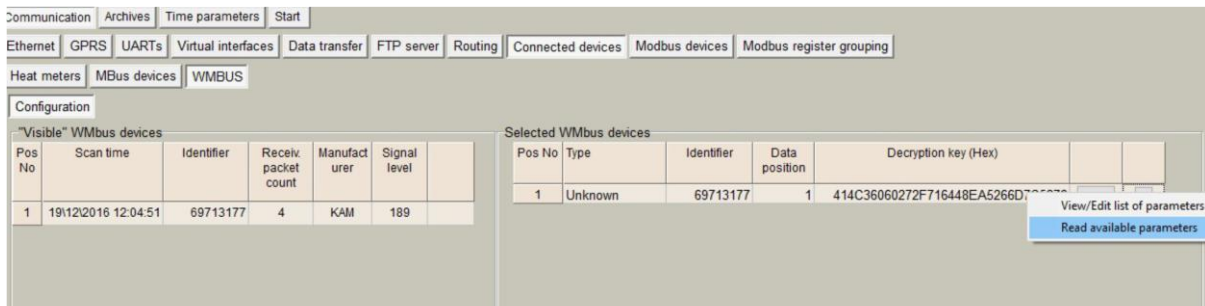 Communication Archives Time parameters Start
Ethernet GPRS UARTs Virtual interfaces Data transfer FTP server Routing Connected devices Modbus devices Modbus register grouping
Heat meters MBus devices WMBUS
Configuration
"Visible" WMbus devices
Pos No Scan time Identifier Receiv. packet count Manufact urer Signal level
1 19\12\2016 12:04:51 69713177 4 KAM 189
Selected WMbus devices
Pos No Type Identifier Data position Decryption key (Hex)
1 Unknown 69713177 1
View/Edit list of parameters
Read available parameters